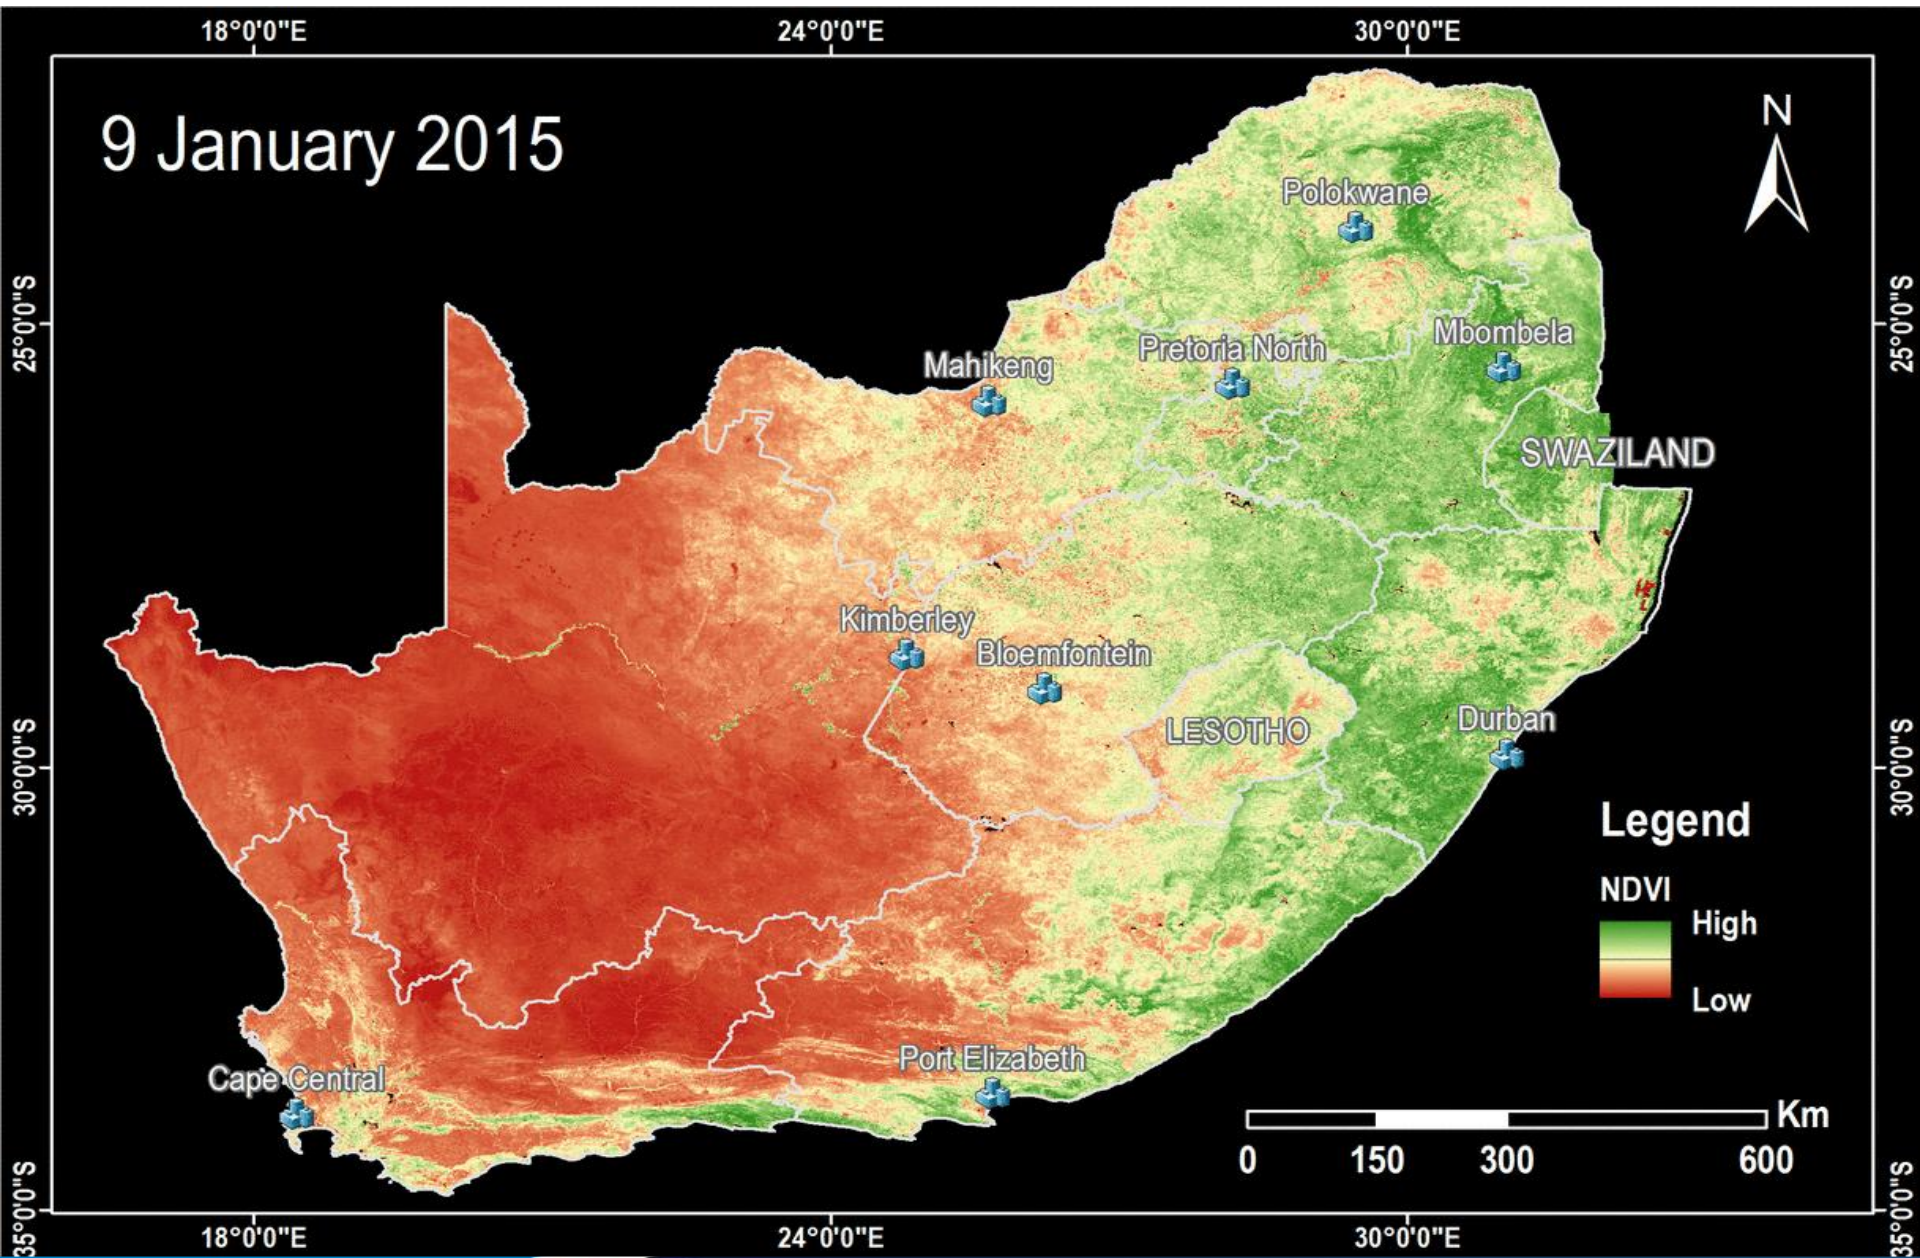 18°0'0"E
24°0'0"E
30°0'0"E
9 January 2015
N
Polokwane
25°0'0"S
25°0'0"S
Mbombela
Pretoria North
Mahikeng
SWAZILAND
Kimberley
Bloemfontein
LESOTHO
Durban
30°0'0"S
30°0'0"S
Legend
NDVI
High
Low
Port Elizabeth
Cape Central
Km
0 150 300 600
35°0'0"S
35°0'0"S
18°0'0"E
24°0'0"E
30°0'0"E